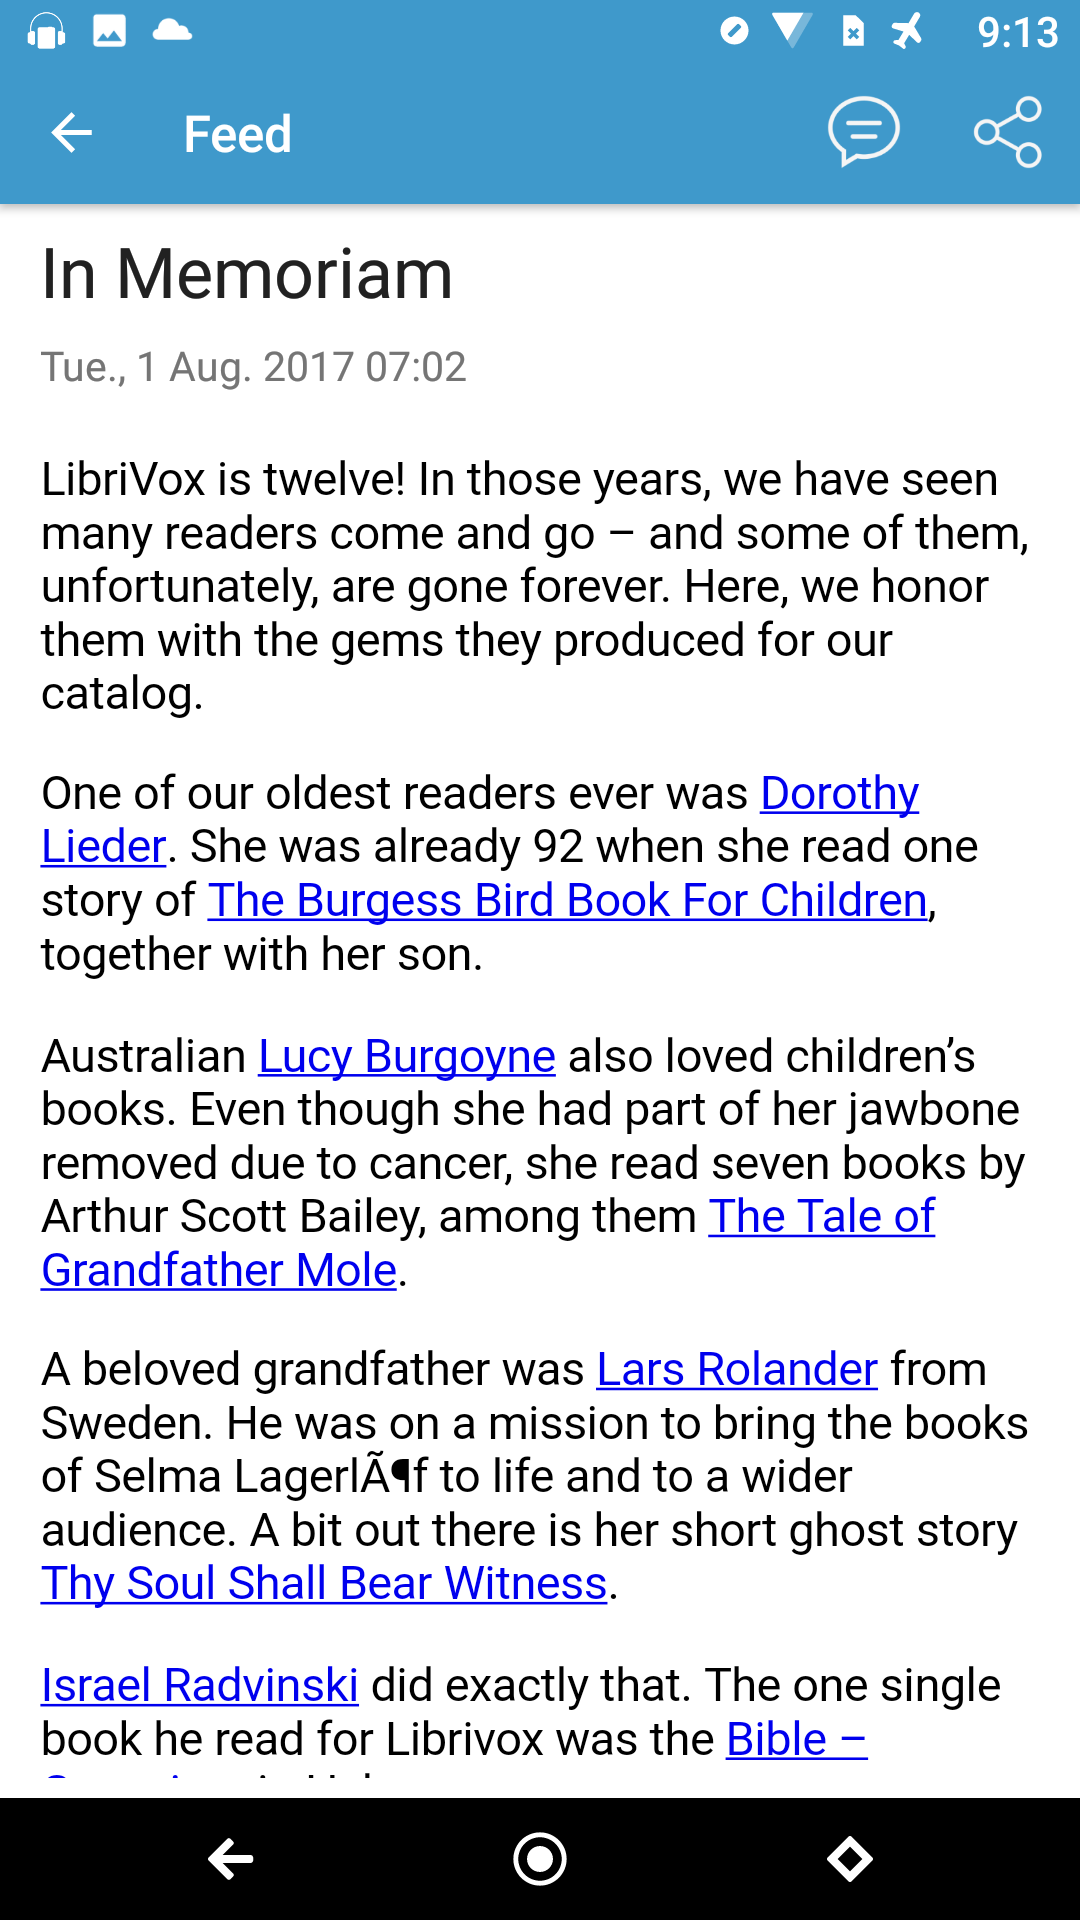 9:13
Feed
In Memoriam
Tue., 1 Aug. 2017 07:02
LibriVox is twelve! In those years, we have seen
many readers come and go – and some of them,
unfortunately, are gone forever. Here, we honor
them with the gems they produced for our
catalog.
One of our oldest readers ever was Dorothy
Lieder. She was already 92 when she read one
story of The Burgess Bird Book For Children,
together with her son.
Australian Lucy Burgoyne also loved children’s
books. Even though she had part of her jawbone
removed due to cancer, she read seven books by
Arthur Scott Bailey, among them The Tale of
Grandfather Mole.
A beloved grandfather was Lars Rolander from
Sweden. He was on a mission to bring the books
of Selma LagerlÃ¶f to life and to a wider
audience. A bit out there is her short ghost story
Thy Soul Shall Bear Witness.
Israel Radvinski did exactly that. The one single
book he read for Librivox was the Bible –